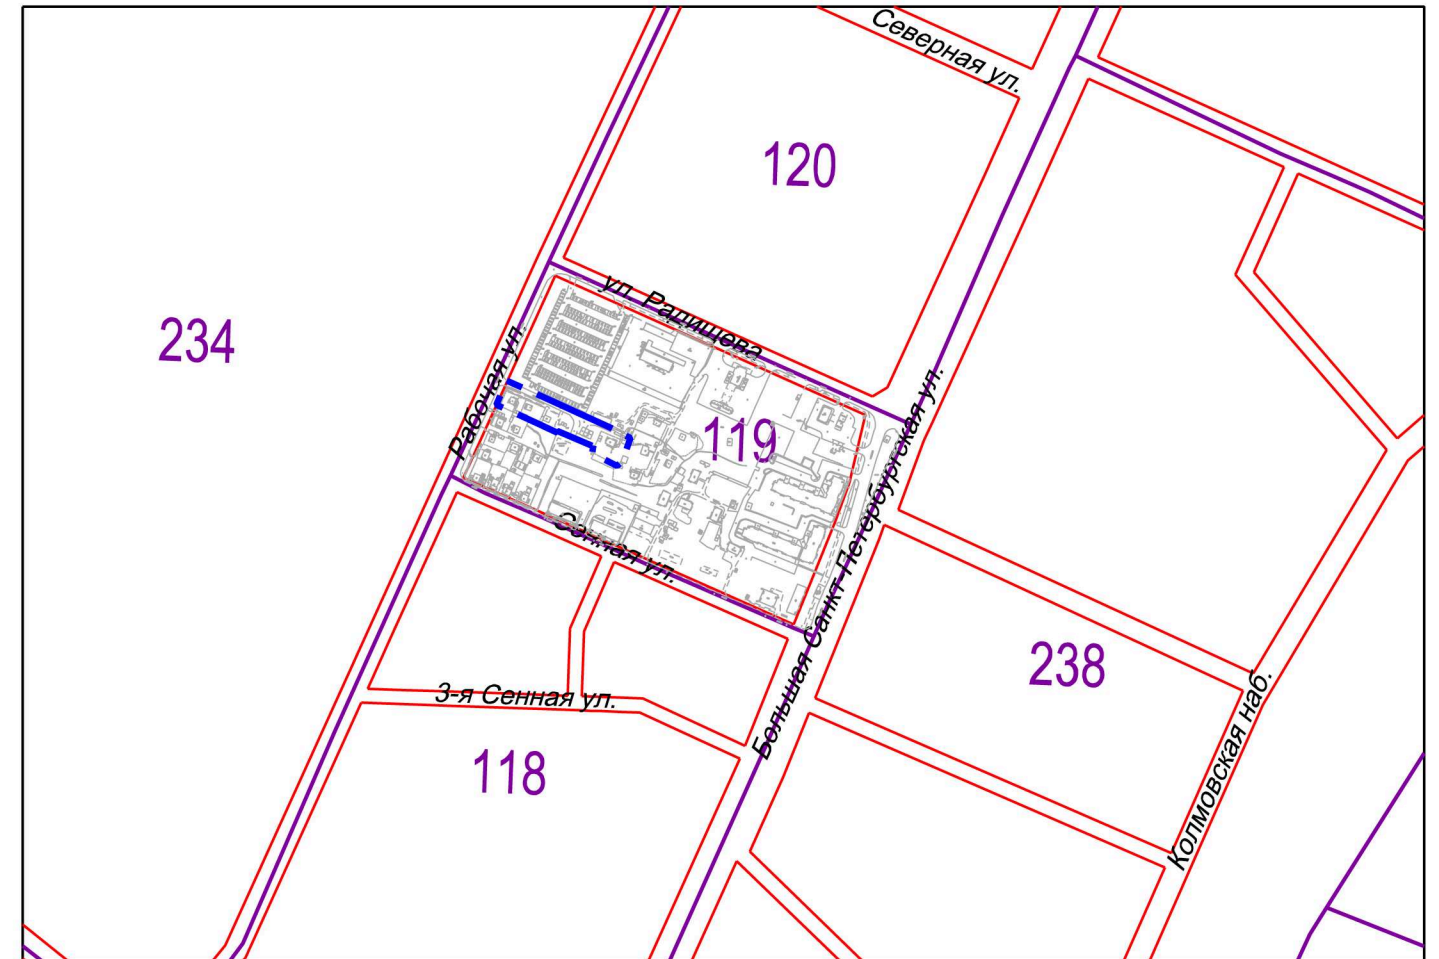 Северная ул.
120
ул. Радищева
234
Рабочая ул.
119
Большая Санкт-Петербургская ул.
Сенная ул.
238
3-я Сенная ул.
Колмовская наб.
118